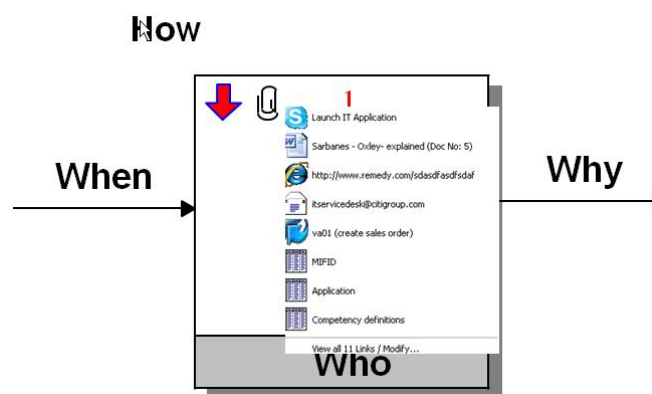 How
1
Launch IT Application
Sarbanes - Oxley- explained (Doc No: 5)
When
http://www.remedy.com/sdasdfasdfsdaf
Why
itservicedesk@citigroup.com
va01 (create sales order)
MIFID
Application
Competency definitions
View all 11 Links / Modify...
Who